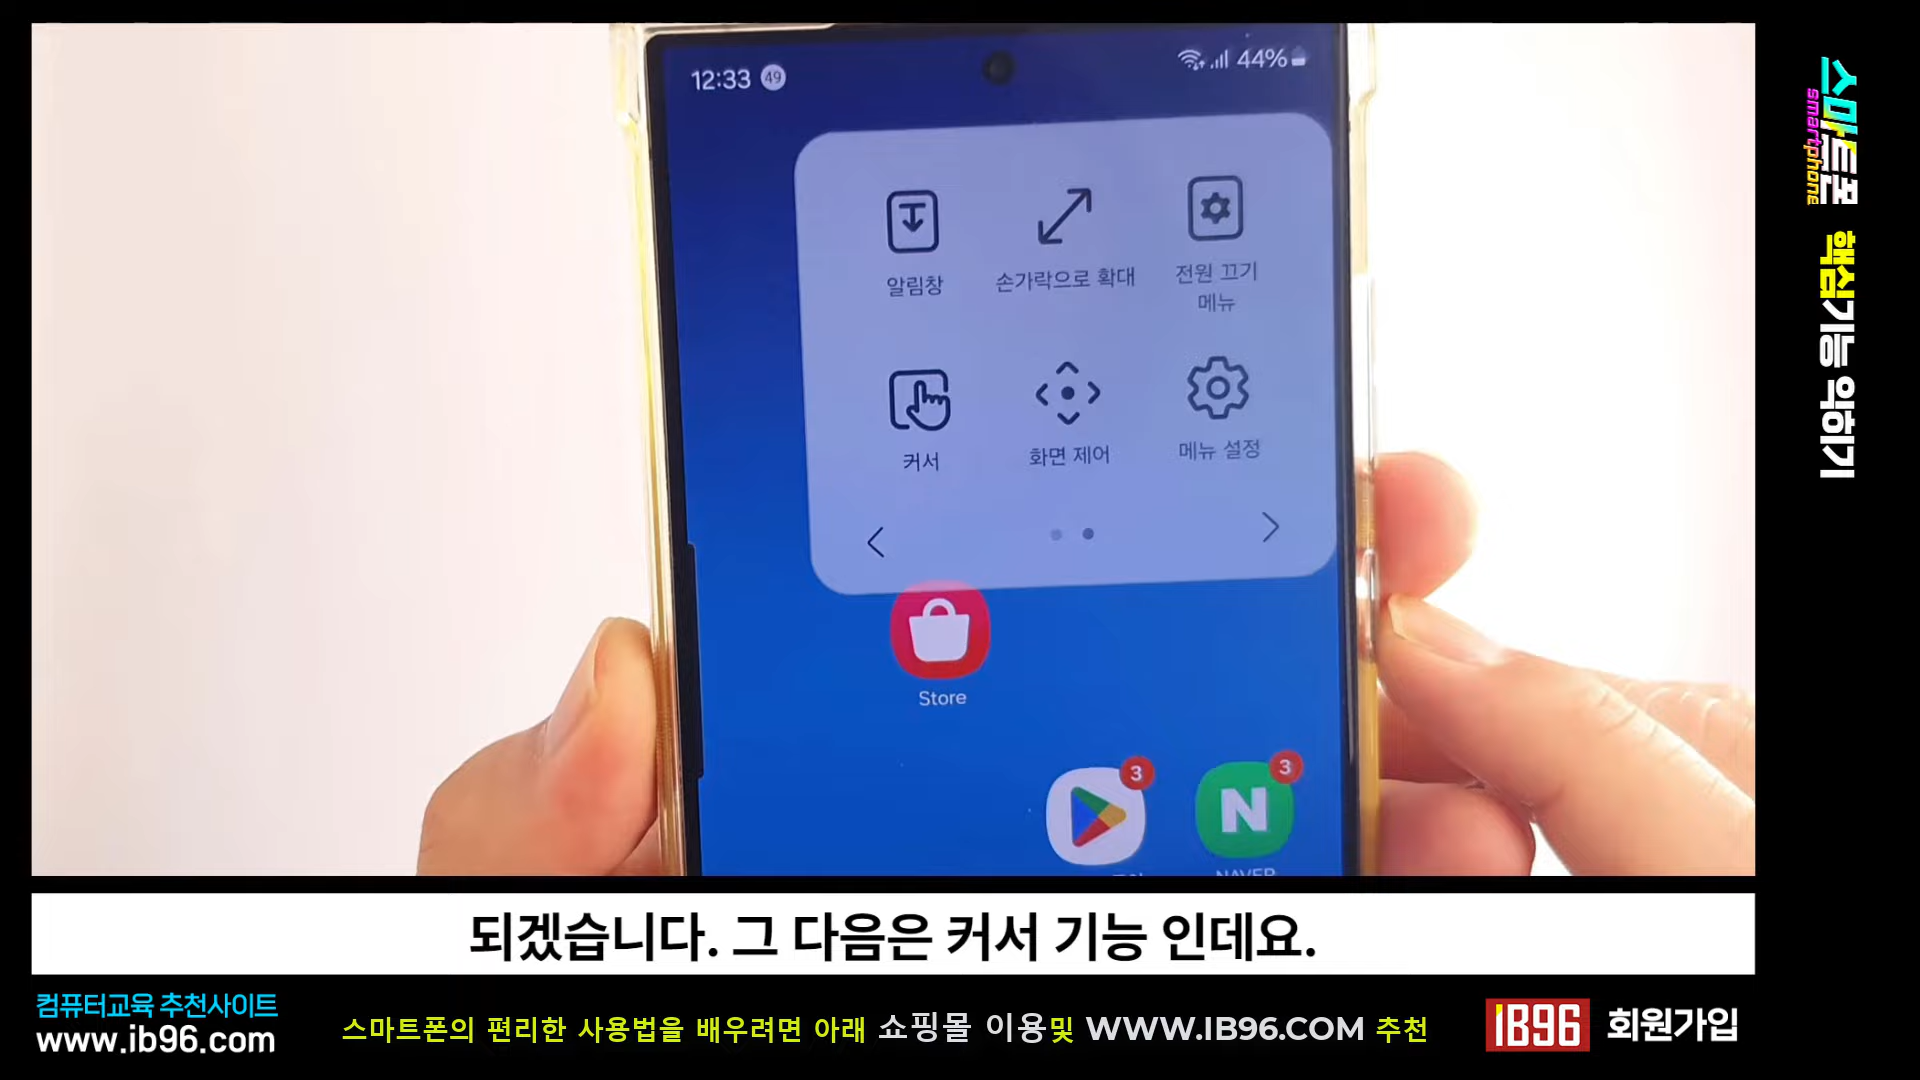 12:33 49
44%
알림창
손가락으로 확대
전원 끄기
메뉴
커서
화면 제어
메뉴 설정
Store
3
3
N
NAVER
스마트폰
smartphone
핵심기능 익히기
되겠습니다. 그 다음은 커서 기능 인데요.
컴퓨터교육 추천사이트
www.ib96.com
스마트폰의 편리한 사용법을 배우려면 아래 쇼핑몰 이용및 WWW.IB96.COM 추천
IB96 회원가입